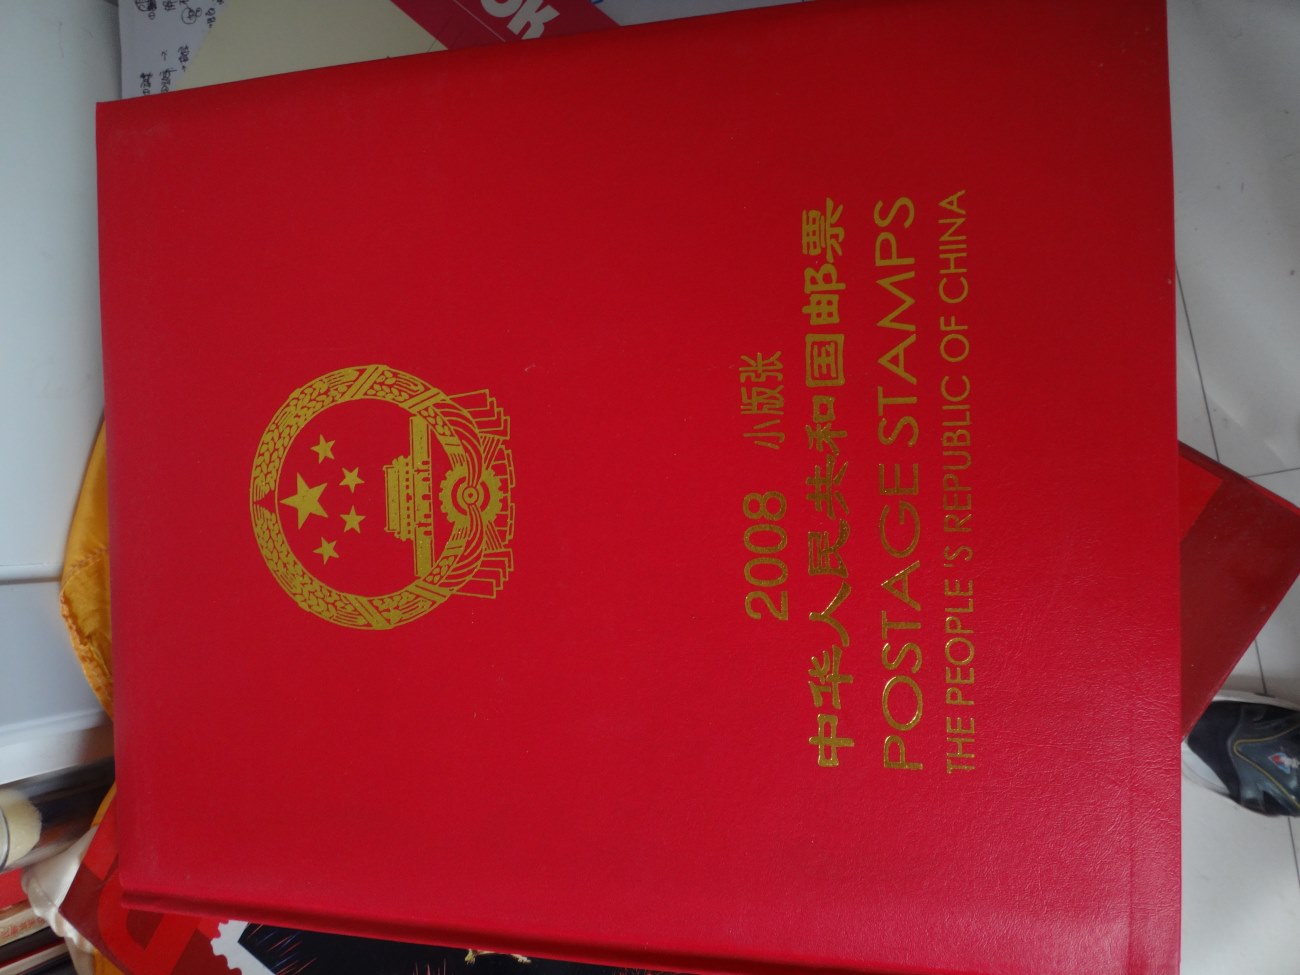 2008 小版张
中华人民共和国邮票
POSTAGE STAMPS
THE PEOPLE'S REPUBLIC OF CHINA
OK